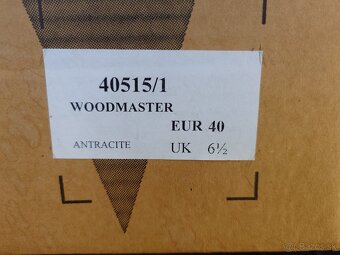 40515/1
WOODMASTER
EUR 40
ANTRACITE UK 6½